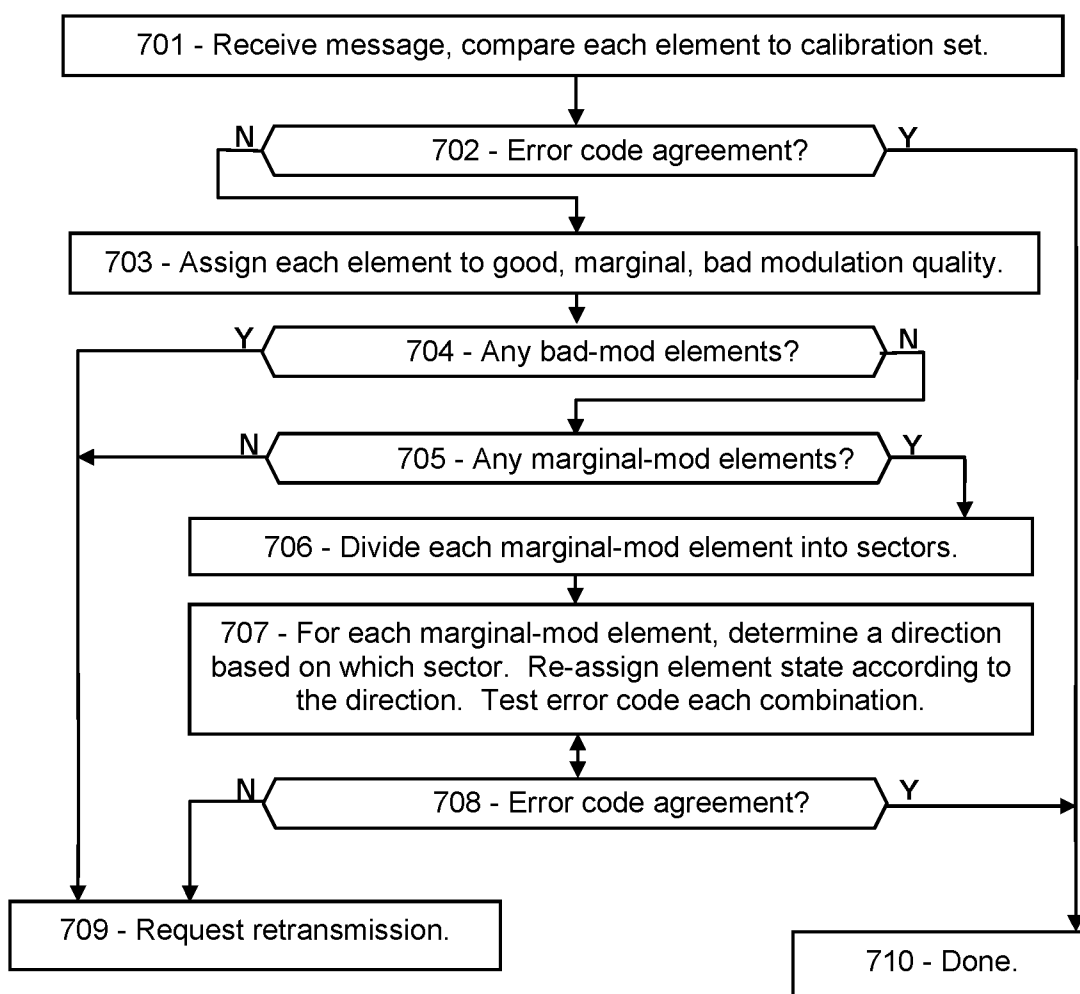 701 - Receive message, compare each element to calibration set.
N
Y
702 - Error code agreement?
703 - Assign each element to good, marginal, bad modulation quality.
Y
N
704 - Any bad-mod elements?
N
Y
705 - Any marginal-mod elements?
706 - Divide each marginal-mod element into sectors.
707 - For each marginal-mod element, determine a direction
based on which sector.  Re-assign element state according to
the direction.  Test error code each combination.
N
Y
708 - Error code agreement?
709 - Request retransmission.
710 - Done.